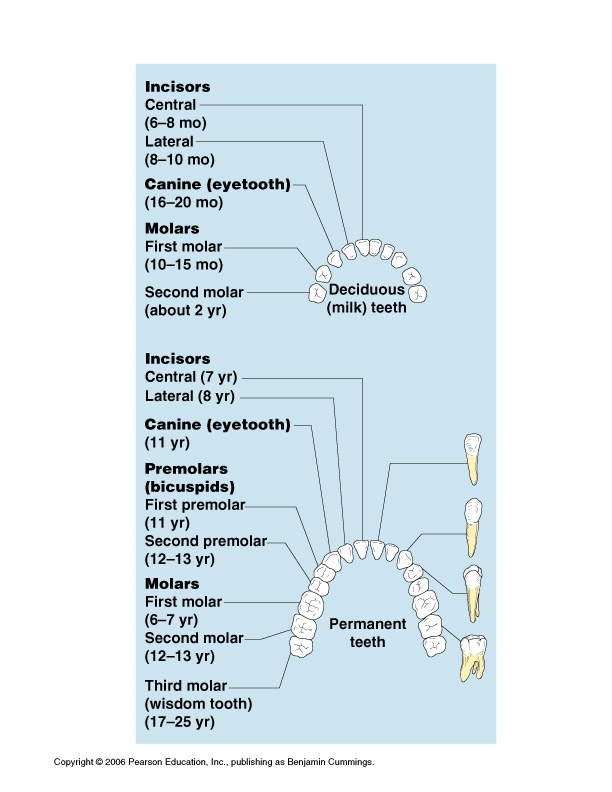 Incisors
Central
(6–8 mo)
Lateral
(8–10 mo)
Canine (eyetooth)
(16–20 mo)
Molars
First molar
(10–15 mo)
Second molar
(about 2 yr)
Deciduous
(milk) teeth
Incisors
Central (7 yr)
Lateral (8 yr)
Canine (eyetooth)
(11 yr)
Premolars
(bicuspids)
First premolar
(11 yr)
Second premolar
(12–13 yr)
Molars
First molar
(6–7 yr)
Second molar
(12–13 yr)
Third molar
(wisdom tooth)
(17–25 yr)
Permanent
teeth
Copyright © 2006 Pearson Education, Inc., publishing as Benjamin Cummings.